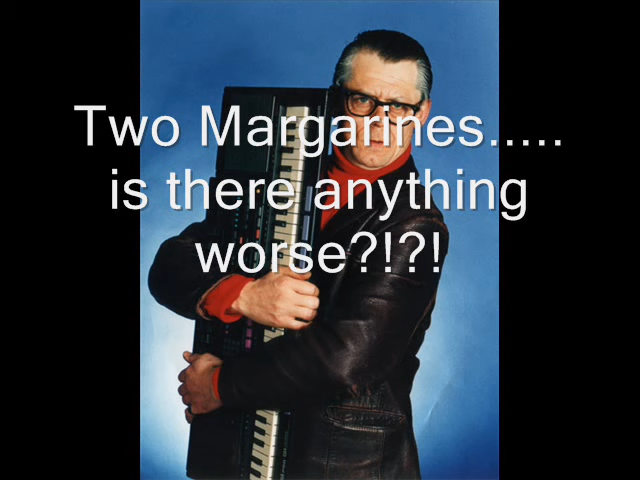 Two Margarines.....
is there anything
worse?!?!